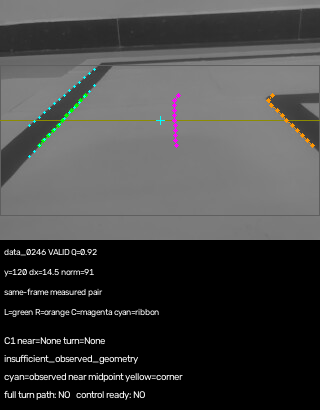 data_0246 VALID Q=0.92
y=120 dx=14.5 norm=91
same-frame measured pair
L=green R=orange C=magenta cyan=ribbon
C1 near=None turn=None
insufficient_observed_geometry
cyan=observed near midpoint yellow=corner
full turn path: NO control ready: NO